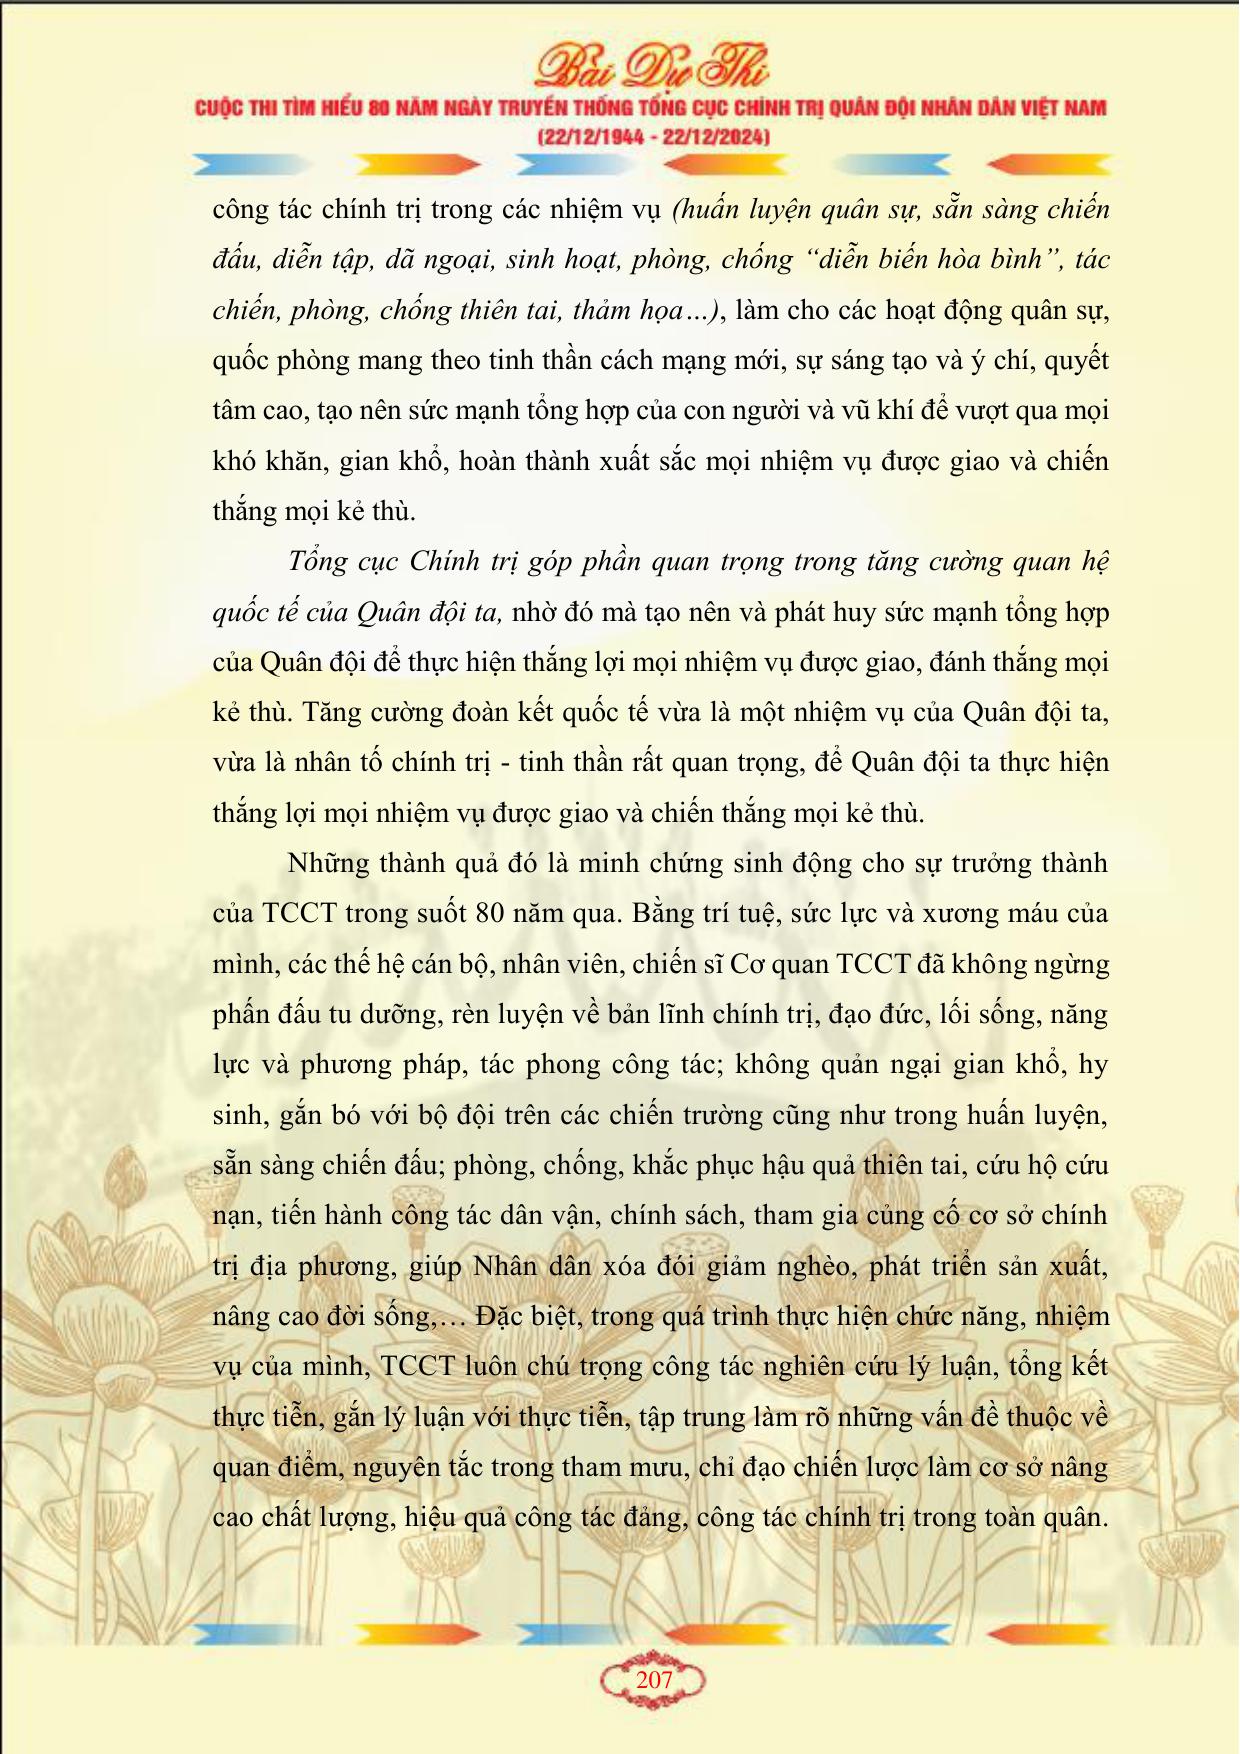 Bài Dự Thi
CUỘC THI TÌM HIỂU 80 NĂM NGÀY TRUYỀN THỐNG TỔNG CỤC CHÍNH TRỊ QUÂN ĐỘI NHÂN DÂN VIỆT NAM
(22/12/1944 - 22/12/2024)
công tác chính trị trong các nhiệm vụ (huấn luyện quân sự, sẵn sàng chiến
đấu, diễn tập, dã ngoại, sinh hoạt, phòng, chống “diễn biến hòa bình”, tác
chiến, phòng, chống thiên tai, thảm họa…), làm cho các hoạt động quân sự,
quốc phòng mang theo tinh thần cách mạng mới, sự sáng tạo và ý chí, quyết
tâm cao, tạo nên sức mạnh tổng hợp của con người và vũ khí để vượt qua mọi
khó khăn, gian khổ, hoàn thành xuất sắc mọi nhiệm vụ được giao và chiến
thắng mọi kẻ thù.
Tổng cục Chính trị góp phần quan trọng trong tăng cường quan hệ
quốc tế của Quân đội ta, nhờ đó mà tạo nên và phát huy sức mạnh tổng hợp
của Quân đội để thực hiện thắng lợi mọi nhiệm vụ được giao, đánh thắng mọi
kẻ thù. Tăng cường đoàn kết quốc tế vừa là một nhiệm vụ của Quân đội ta,
vừa là nhân tố chính trị - tinh thần rất quan trọng, để Quân đội ta thực hiện
thắng lợi mọi nhiệm vụ được giao và chiến thắng mọi kẻ thù.
Những thành quả đó là minh chứng sinh động cho sự trưởng thành
của TCCT trong suốt 80 năm qua. Bằng trí tuệ, sức lực và xương máu của
mình, các thế hệ cán bộ, nhân viên, chiến sĩ Cơ quan TCCT đã không ngừng
phấn đấu tu dưỡng, rèn luyện về bản lĩnh chính trị, đạo đức, lối sống, năng
lực và phương pháp, tác phong công tác; không quản ngại gian khổ, hy
sinh, gắn bó với bộ đội trên các chiến trường cũng như trong huấn luyện,
sẵn sàng chiến đấu; phòng, chống, khắc phục hậu quả thiên tai, cứu hộ cứu
nạn, tiến hành công tác dân vận, chính sách, tham gia củng cố cơ sở chính
trị địa phương, giúp Nhân dân xóa đói giảm nghèo, phát triển sản xuất,
nâng cao đời sống,… Đặc biệt, trong quá trình thực hiện chức năng, nhiệm
vụ của mình, TCCT luôn chú trọng công tác nghiên cứu lý luận, tổng kết
thực tiễn, gắn lý luận với thực tiễn, tập trung làm rõ những vấn đề thuộc về
quan điểm, nguyên tắc trong tham mưu, chỉ đạo chiến lược làm cơ sở nâng
cao chất lượng, hiệu quả công tác đảng, công tác chính trị trong toàn quân.
207